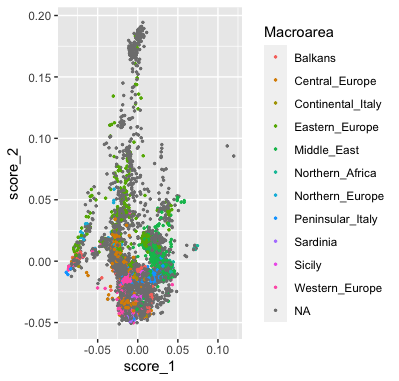 0.20
0.15
0.10
0.05
0.00
-0.05
score_2
-0.05
0.00
0.05
0.10
score_1
Macroarea
Balkans
Central_Europe
Continental_Italy
Eastern_Europe
Middle_East
Northern_Africa
Northern_Europe
Peninsular_Italy
Sardinia
Sicily
Western_Europe
NA